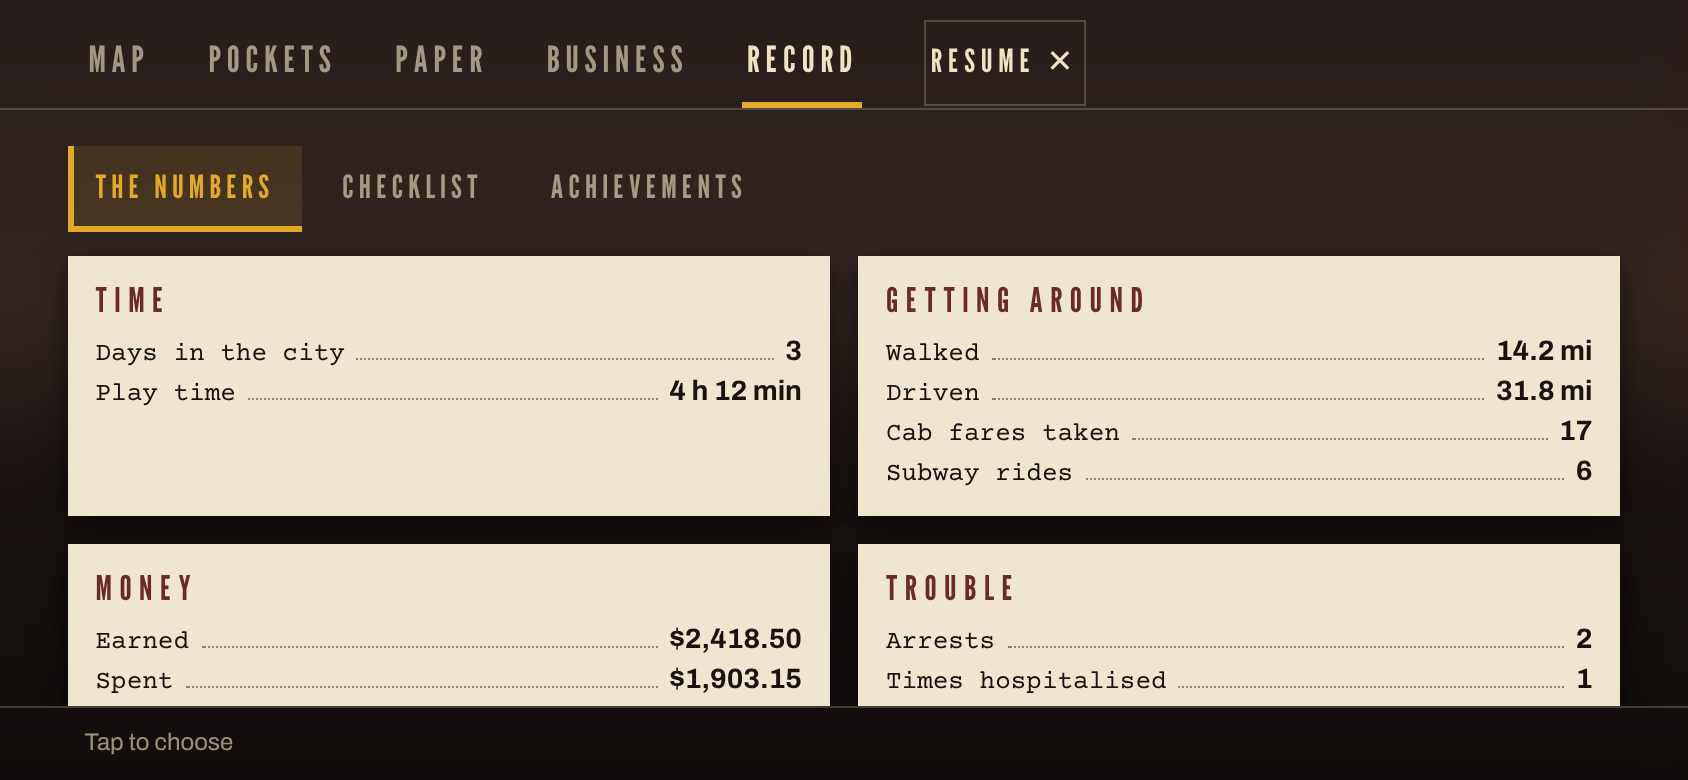 MAP POCKETS PAPER BUSINESS RECORD RESUME ✕
THE NUMBERS CHECKLIST ACHIEVEMENTS
TIME
Days in the city 3
Play time 4 h 12 min
GETTING AROUND
Walked 14.2 mi
Driven 31.8 mi
Cab fares taken 17
Subway rides 6
MONEY
Earned $2,418.50
Spent $1,903.15
TROUBLE
Arrests 2
Times hospitalised 1
Tap to choose